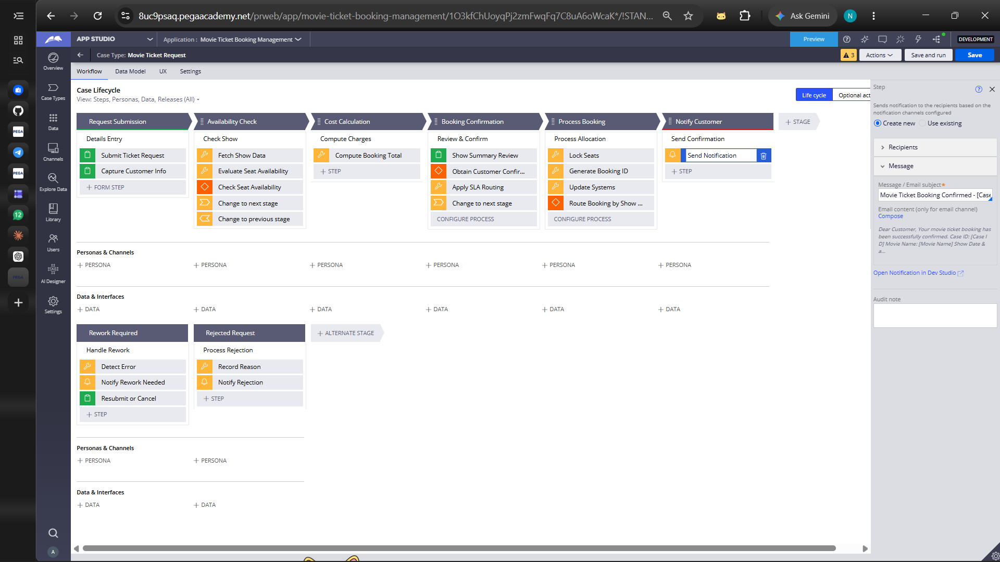 8uc9psaq.pegaacademy.net/prweb/app/movie-ticket-booking-management/1O3kfChUoyqPj2zmFwqFq7C8uA6oWcaK*/!STAN...
Ask Gemini
N
APP STUDIO
Application : Movie Ticket Booking Management
Preview
DEVELOPMENT
Case Type: Movie Ticket Request
3
Actions
Save and run
Save
Overview
Case Types
Data
Channels
Explore Data
Library
Users
AI Designer
Settings
A
PEGA
PEGA
12
PEGA
Workflow
Data Model
UX
Settings
Case Lifecycle
View: Steps, Personas, Data, Releases (All)
Life cycle
Optional act
Request Submission
Availability Check
Cost Calculation
Booking Confirmation
Process Booking
Notify Customer
+ STAGE
Details Entry
Submit Ticket Request
Capture Customer Info
+ FORM STEP
Check Show
Fetch Show Data
Evaluate Seat Availability
Check Seat Availability
Change to next stage
Change to previous stage
Compute Charges
Compute Booking Total
+ STEP
Review & Confirm
Show Summary Review
Obtain Customer Confir...
Apply SLA Routing
Change to next stage
CONFIGURE PROCESS
Process Allocation
Lock Seats
Generate Booking ID
Update Systems
Route Booking by Show ...
CONFIGURE PROCESS
Send Confirmation
Send Notification
+ STEP
Personas & Channels
+ PERSONA
+ PERSONA
+ PERSONA
+ PERSONA
+ PERSONA
+ PERSONA
Data & Interfaces
+ DATA
+ DATA
+ DATA
+ DATA
+ DATA
+ DATA
Rework Required
Rejected Request
+ ALTERNATE STAGE
Handle Rework
Detect Error
Notify Rework Needed
Resubmit or Cancel
+ STEP
Process Rejection
Record Reason
Notify Rejection
+ STEP
Personas & Channels
+ PERSONA
+ PERSONA
Data & Interfaces
+ DATA
+ DATA
Step
Sends notification to the recipients based on the
notification channels configured
Create new
Use existing
Recipients
Message
Message / Email subject*
Movie Ticket Booking Confirmed - [Case
Email content (only for email channel)
Compose
Dear Customer, Your movie ticket booking has
been successfully confirmed. Case ID: [Case I
D] Movie Name: [Movie Name] Show Date &
a...
Open Notification in Dev Studio
Audit note